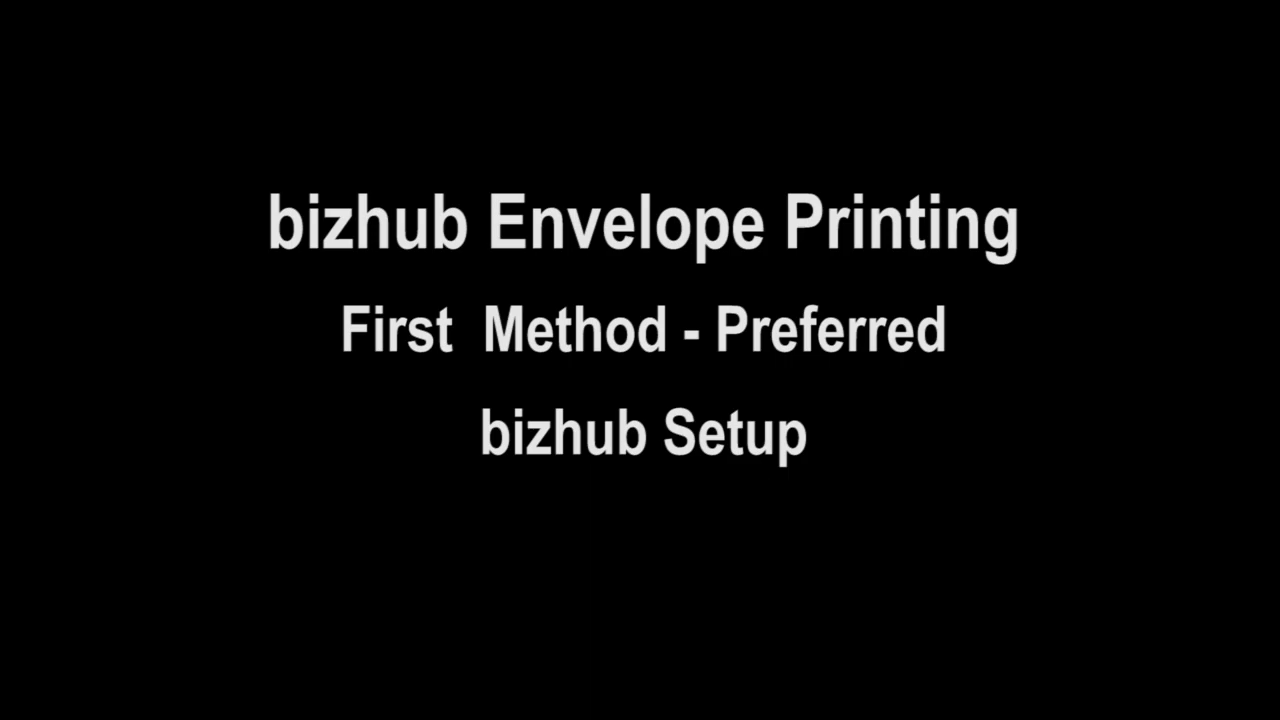 bizhub Envelope Printing
First Method - Preferred
bizhub Setup